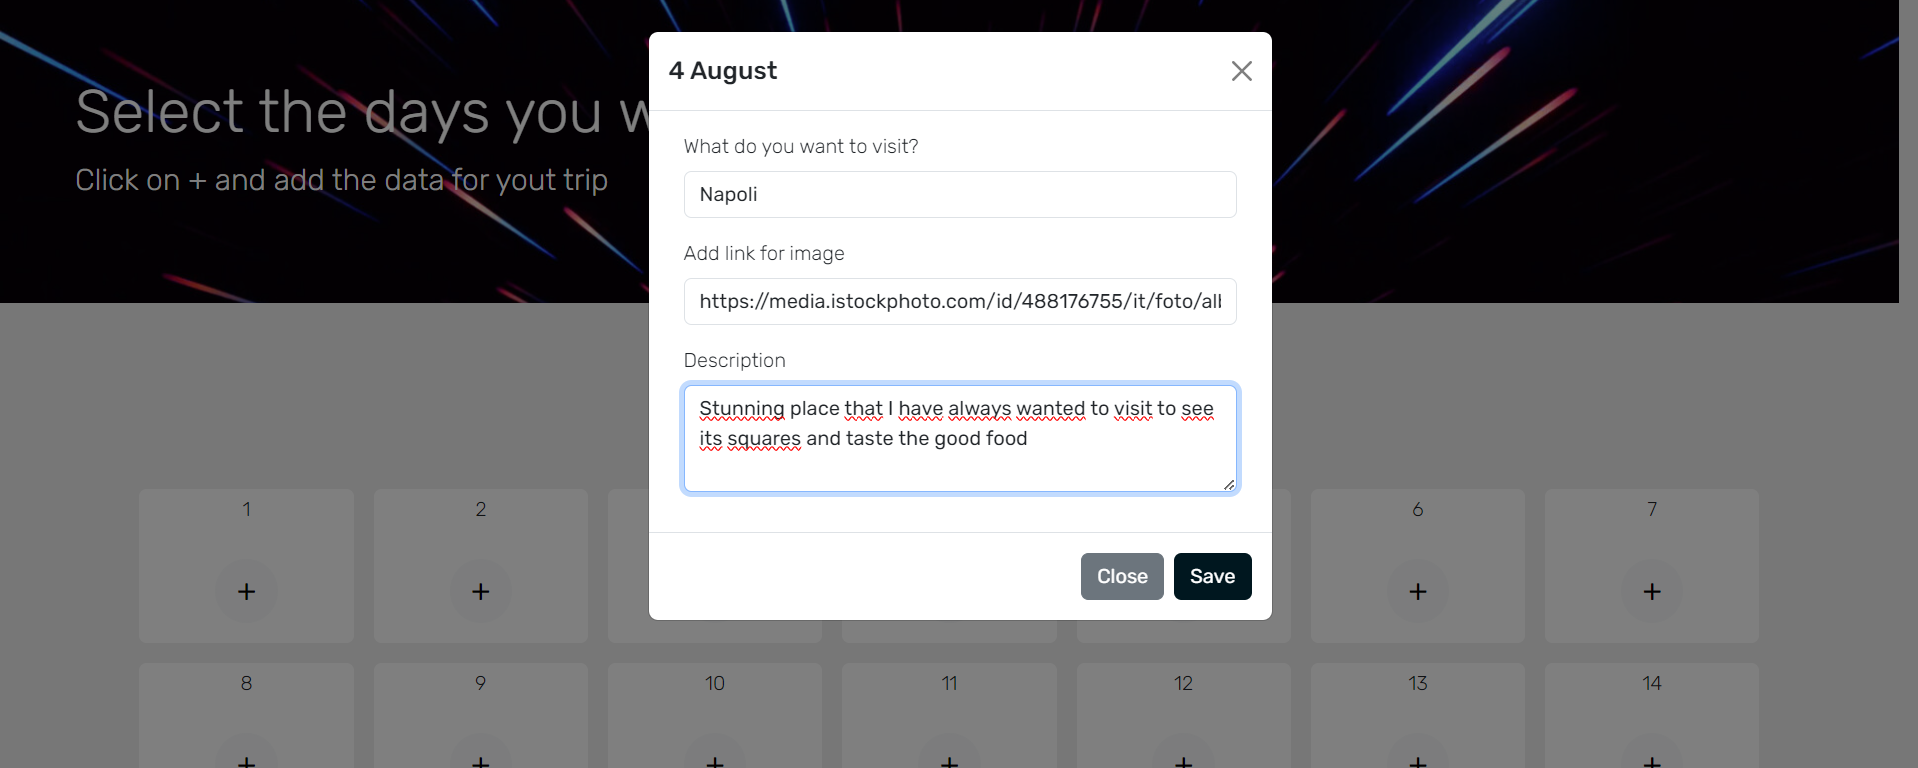 4 August
Select the days you
Click on + and add the data for yout trip
What do you want to visit?
Napoli
Add link for image
https://media.istockphoto.com/id/488176755/it/foto/
Description
Stunning place that I have always wanted to visit to see
its squares and taste the good food
Close Save
1 2 6 7
+ + + +
8 9 10 11 12 13 14
+ + + + + + +